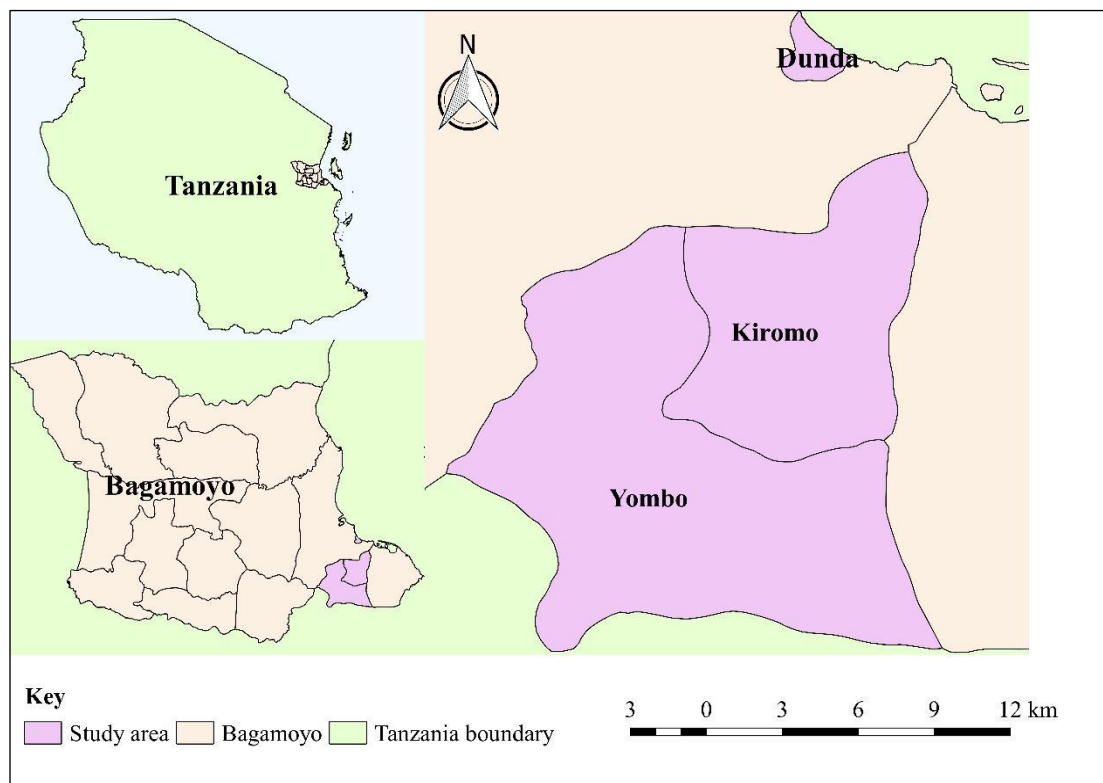 N
Dunda
Tanzania
Kiromo
Bagamoyo
Yombo
Key
Study area Bagamoyo Tanzania boundary
3 0 3 6 9 12 km